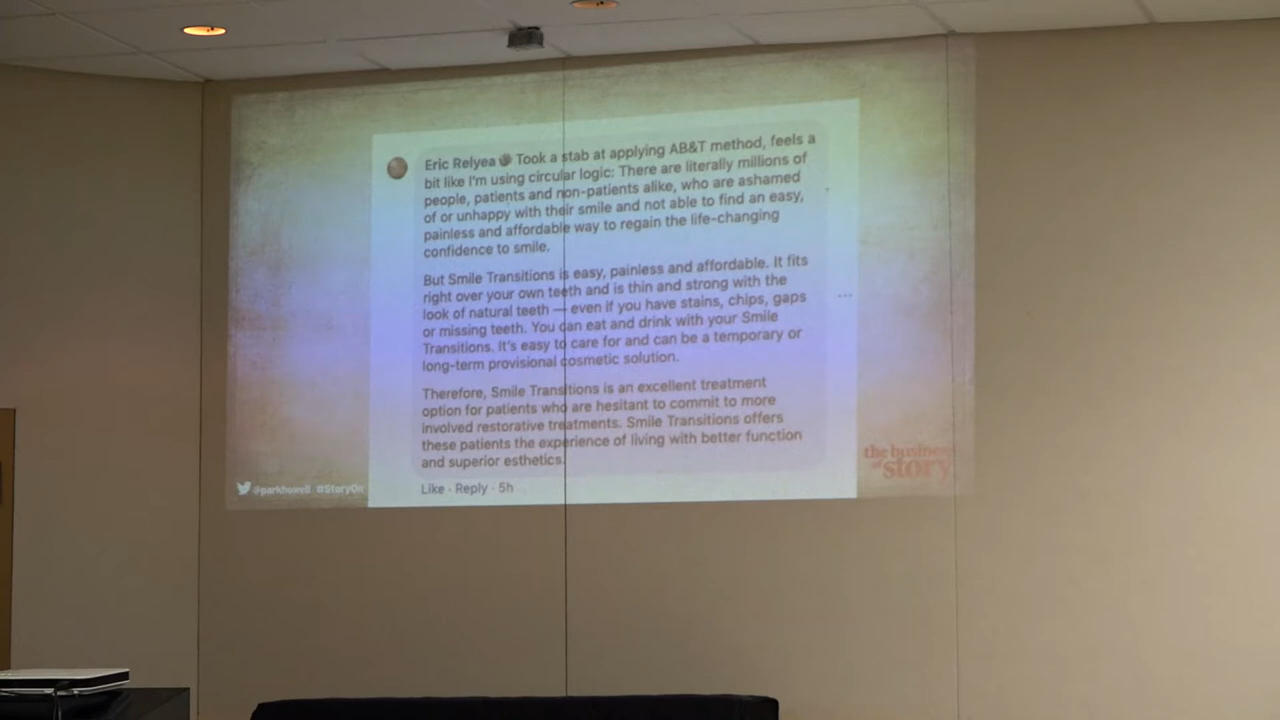 Eric Relyea Took a stab at applying AB&T method, feels a
bit like I'm using circular logic: There are literally millions of
people, patients and non-patients alike, who are ashamed
of or unhappy with their smile and not able to find an easy,
painless and affordable way to regain the life-changing
confidence to smile.
But Smile Transitions is easy, painless and affordable. It fits
right over your own teeth and is thin and strong with the
look of natural teeth — even if you have stains, chips, gaps
or missing teeth. You can eat and drink with your Smile
Transitions. It's easy to care for and can be a temporary or
long-term provisional cosmetic solution.
Therefore, Smile Transitions is an excellent treatment
option for patients who are hesitant to commit to more
involved restorative treatments. Smile Transitions offers
these patients the experience of living with better function
and superior esthetics.
Like · Reply · 5h
@parkhowell #StoryOn
the business
of story